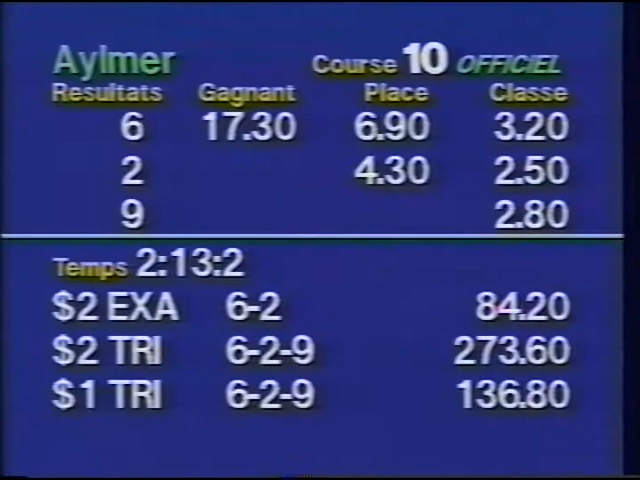 Aylmer Course 10 OFFICIEL
Resultats Gagnant Place Classe
6 17.30 6.90 3.20
2 4.30 2.50
9 2.80
Temps 2:13:2
$2 EXA 6-2 84.20
$2 TRI 6-2-9 273.60
$1 TRI 6-2-9 136.80